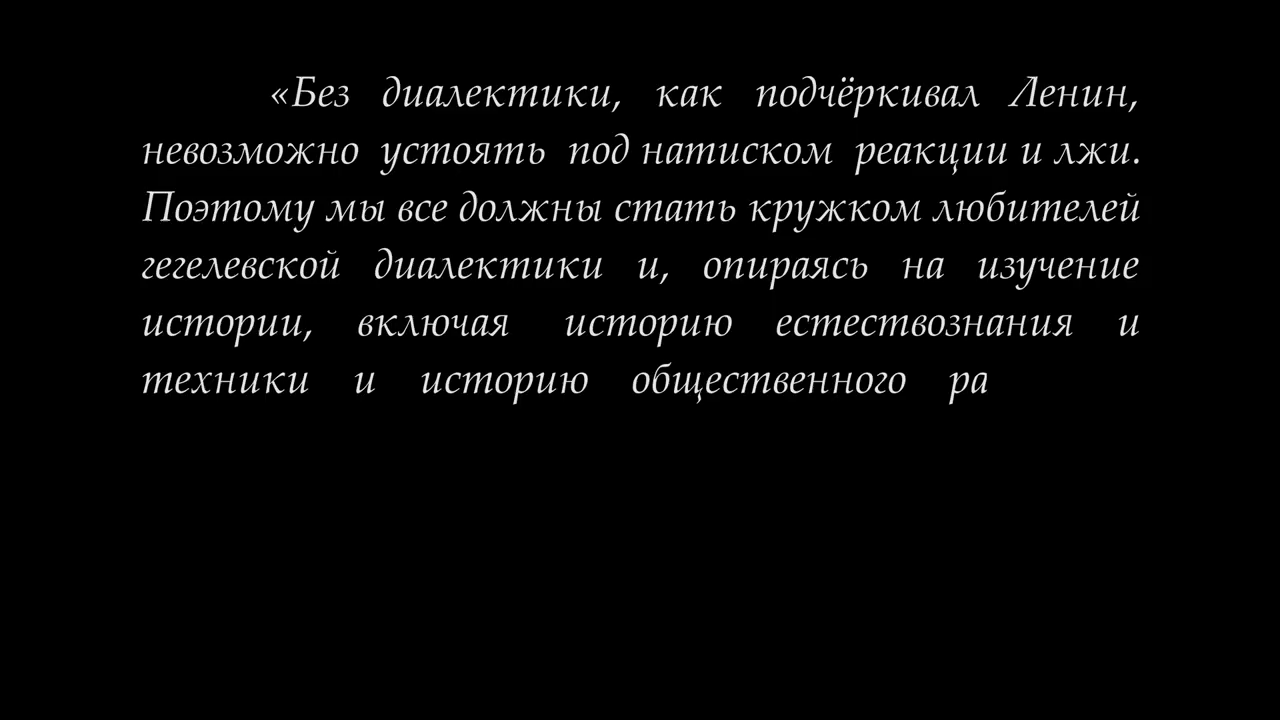 «Без диалектики, как подчёркивал Ленин,
невозможно устоять под натиском реакции и лжи.
Поэтому мы все должны стать кружком любителей
гегелевской диалектики и, опираясь на изучение
истории, включая историю естествознания и
техники и историю общественного ра